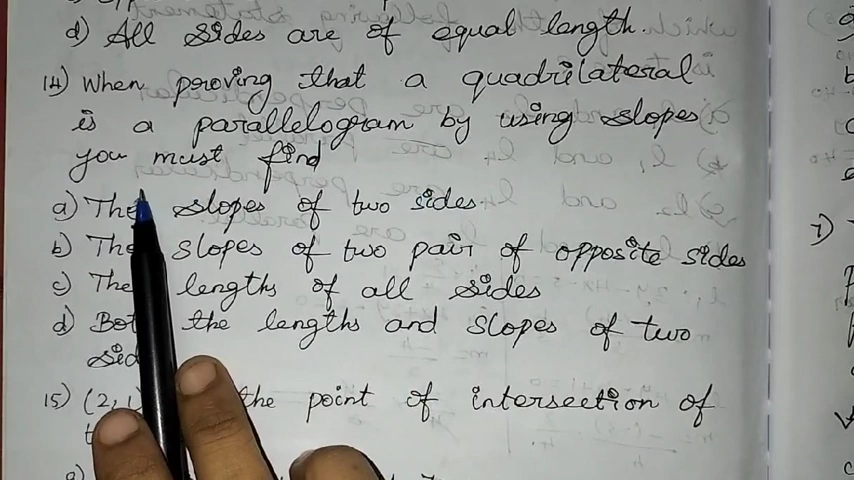 d) All sides are of equal length.
14) When proving that a quadrilateral
is a parallelogram by using slopes
you must find
a) The slopes of two sides.
b) The slopes of two pair of opposite sides
c) The lengths of all sides
d) Both the lengths and slopes of two
15) (2,1) the point of intersection of